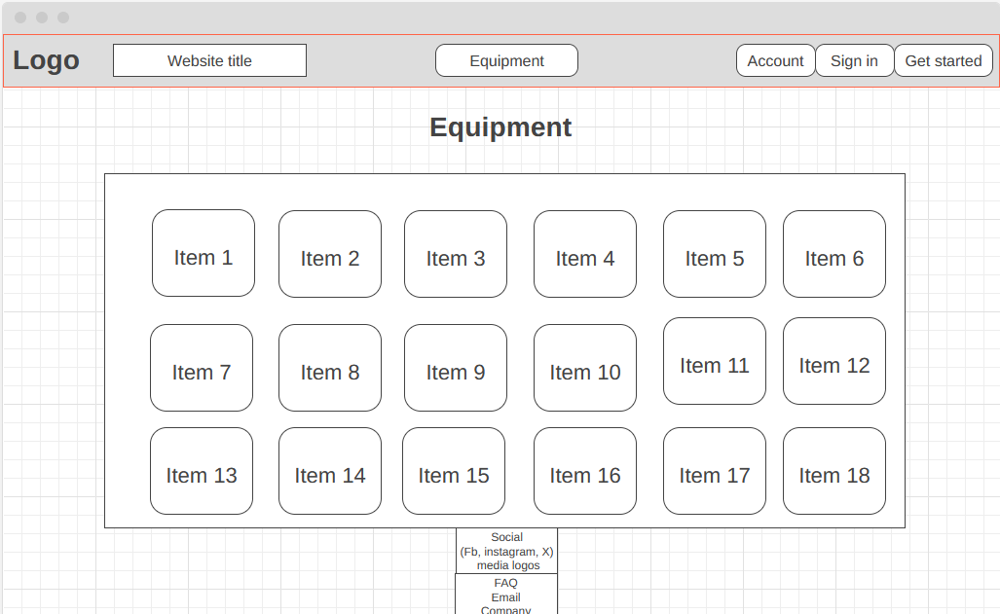 Logo Website title Equipment Account Sign in Get started
Equipment
Item 1 Item 2 Item 3 Item 4 Item 5 Item 6
Item 7 Item 8 Item 9 Item 10 Item 11 Item 12
Item 13 Item 14 Item 15 Item 16 Item 17 Item 18
Social
(Fb, instagram, X)
media logos
FAQ
Email
Company